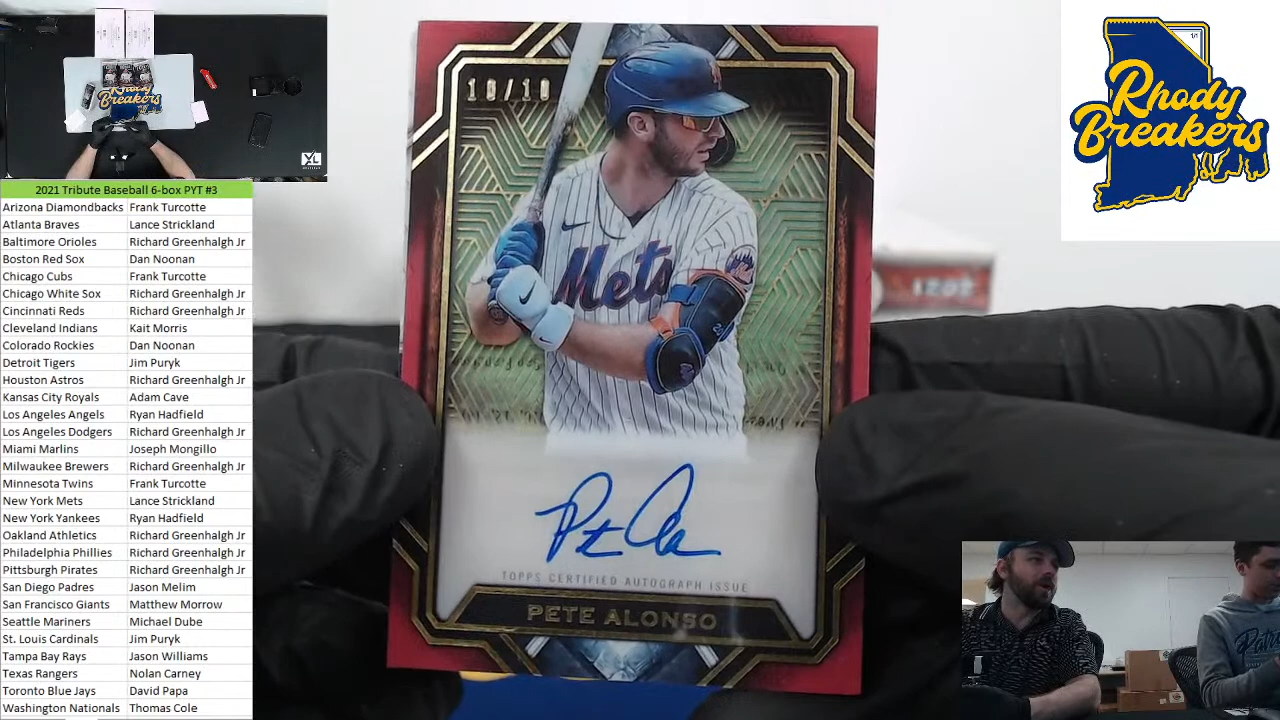 Rhody
Breakers
XL
2021 Tribute Baseball 6-box PYT #3
Arizona Diamondbacks Frank Turcotte
Atlanta Braves Lance Strickland
Baltimore Orioles Richard Greenhalgh Jr
Boston Red Sox Dan Noonan
Chicago Cubs Frank Turcotte
Chicago White Sox Richard Greenhalgh Jr
Cincinnati Reds Richard Greenhalgh Jr
Cleveland Indians Kait Morris
Colorado Rockies Dan Noonan
Detroit Tigers Jim Puryk
Houston Astros Richard Greenhalgh Jr
Kansas City Royals Adam Cave
Los Angeles Angels Ryan Hadfield
Los Angeles Dodgers Richard Greenhalgh Jr
Miami Marlins Joseph Mongillo
Milwaukee Brewers Richard Greenhalgh Jr
Minnesota Twins Frank Turcotte
New York Mets Lance Strickland
New York Yankees Ryan Hadfield
Oakland Athletics Richard Greenhalgh Jr
Philadelphia Phillies Richard Greenhalgh Jr
Pittsburgh Pirates Richard Greenhalgh Jr
San Diego Padres Jason Melim
San Francisco Giants Matthew Morrow
Seattle Mariners Michael Dube
St. Louis Cardinals Jim Puryk
Tampa Bay Rays Jason Williams
Texas Rangers Nolan Carney
Toronto Blue Jays David Papa
Washington Nationals Thomas Cole
10/10
Mets
TOPPS CERTIFIED AUTOGRAPH ISSUE
PETE ALONSO
1/1
Rhody
Breakers